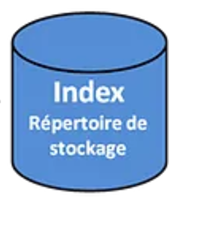 Index
Répertoire de
stockage